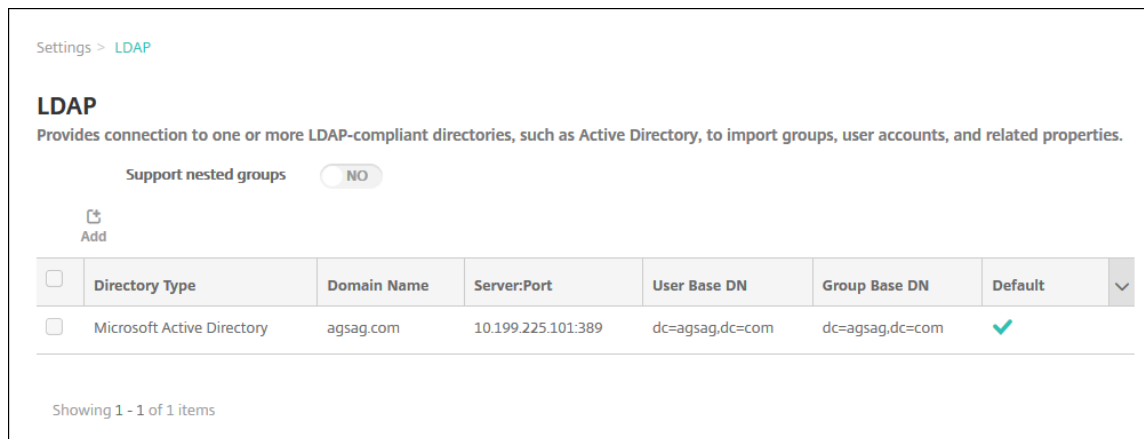 Settings > LDAP
LDAP
Provides connection to one or more LDAP-compliant directories, such as Active Directory, to import groups, user accounts, and related properties.
Support nested groups NO
Add
Directory Type Domain Name Server:Port User Base DN Group Base DN Default
Microsoft Active Directory agsag.com 10.199.225.101:389 dc=agsag,dc=com dc=agsag,dc=com
Showing 1 - 1 of 1 items